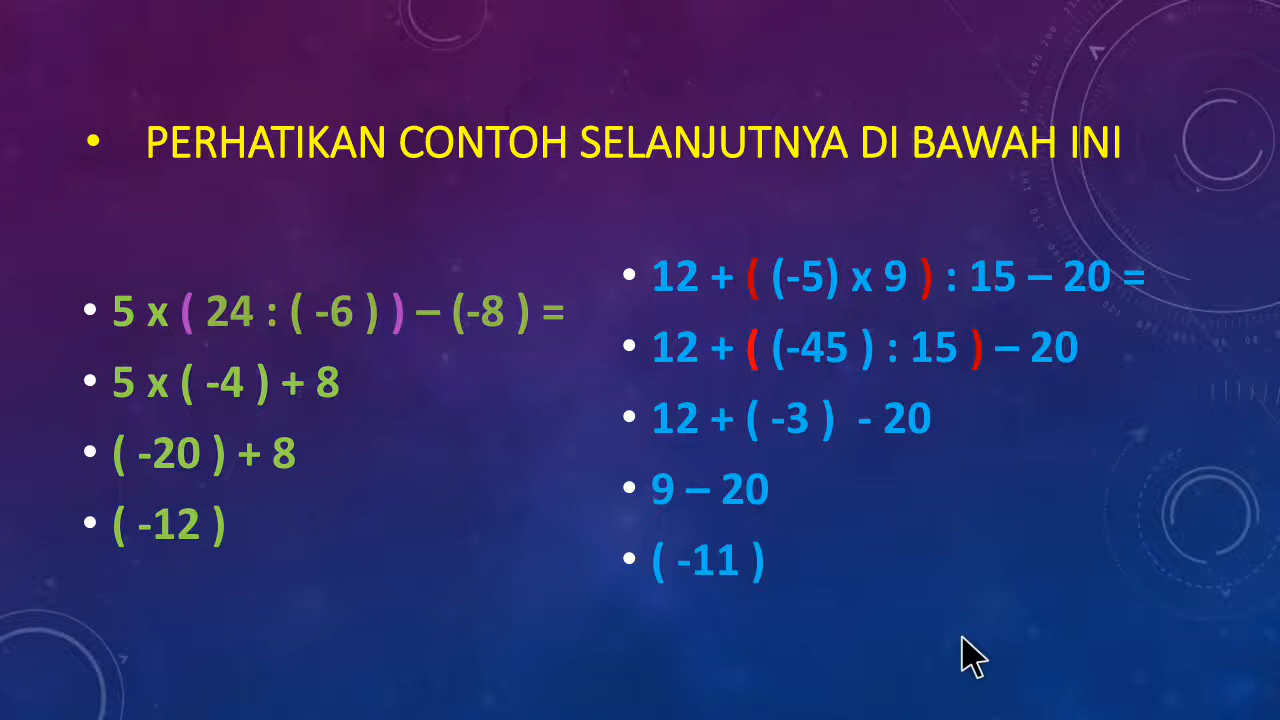 • PERHATIKAN CONTOH SELANJUTNYA DI BAWAH INI
• 5 x ( 24 : ( -6 ) ) – (-8 ) =
• 5 x ( -4 ) + 8
• ( -20 ) + 8
• ( -12 )
• 12 + ( (-5) x 9 ) : 15 – 20 =
• 12 + ( (-45 ) : 15 ) – 20
• 12 + ( -3 )  - 20
• 9 – 20
• ( -11 )